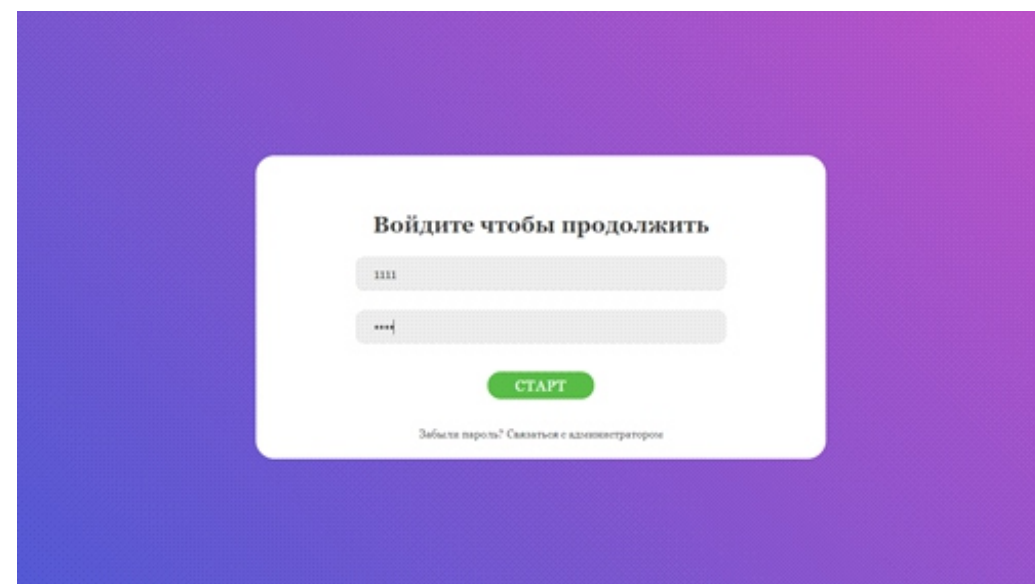 Войдите чтобы продолжить
1111
••••
СТАРТ
Забыли пароль? Связаться с администратором